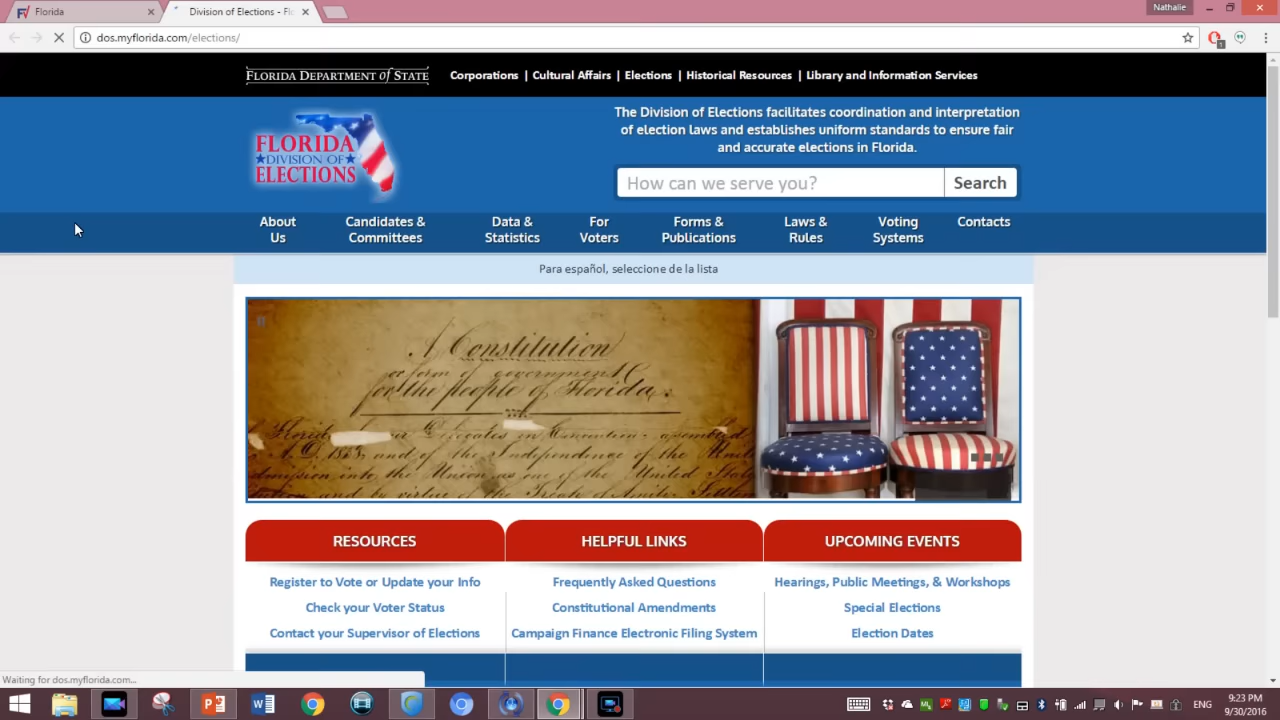 Florida
Division of Elections - Flo
Nathalie
dos.myflorida.com/elections/
1
FLORIDA DEPARTMENT of STATE
Corporations | Cultural Affairs | Elections | Historical Resources | Library and Information Services
FLORIDA
DIVISION OF
ELECTIONS
The Division of Elections facilitates coordination and interpretation
of election laws and establishes uniform standards to ensure fair
and accurate elections in Florida.
How can we serve you?
Search
About
Us
Candidates &
Committees
Data &
Statistics
For
Voters
Forms &
Publications
Laws &
Rules
Voting
Systems
Contacts
Para español, seleccione de la lista
A Constitution
or form of government
for the people of Florida
RESOURCES
Register to Vote or Update your Info
Check your Voter Status
Contact your Supervisor of Elections
HELPFUL LINKS
Frequently Asked Questions
Constitutional Amendments
Campaign Finance Electronic Filing System
UPCOMING EVENTS
Hearings, Public Meetings, & Workshops
Special Elections
Election Dates
Waiting for dos.myflorida.com...
ENG
9:23 PM
9/30/2016